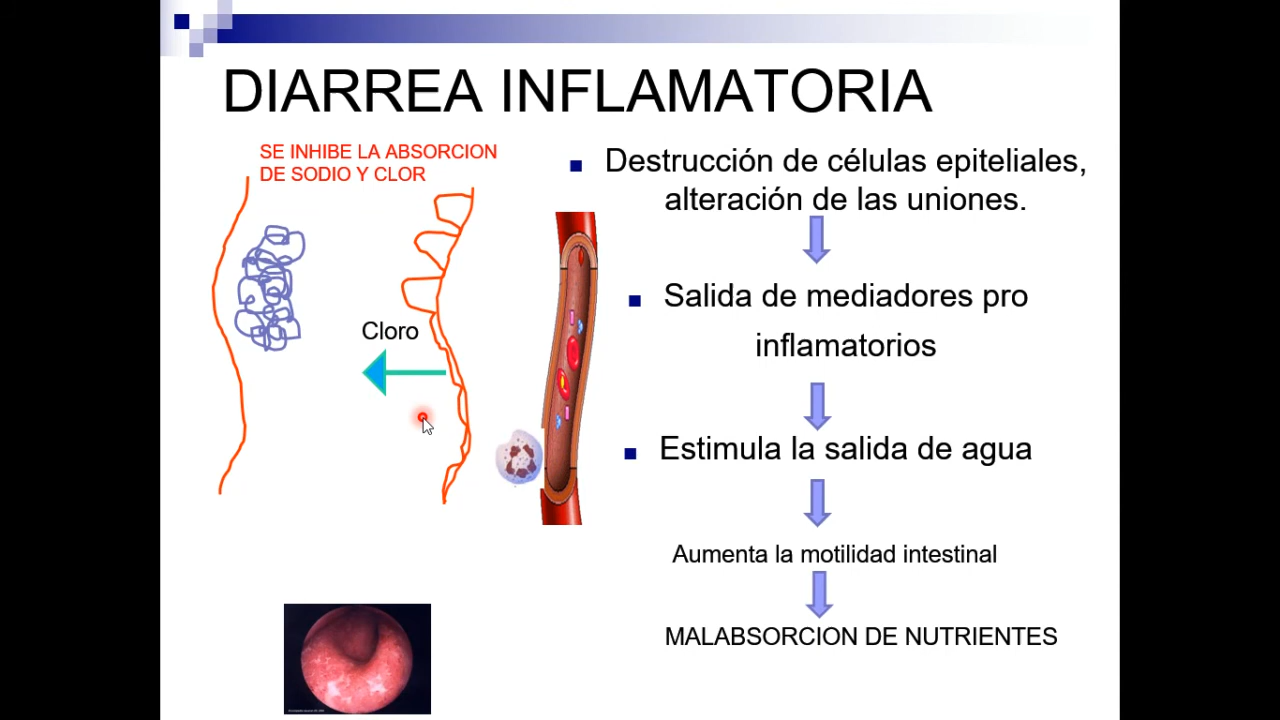 DIARREA INFLAMATORIA
SE INHIBE LA ABSORCION
DE SODIO Y CLOR
Cloro
Destrucción de células epiteliales,
alteración de las uniones.
Salida de mediadores pro
inflamatorios
Estimula la salida de agua
Aumenta la motilidad intestinal
MALABSORCION DE NUTRIENTES